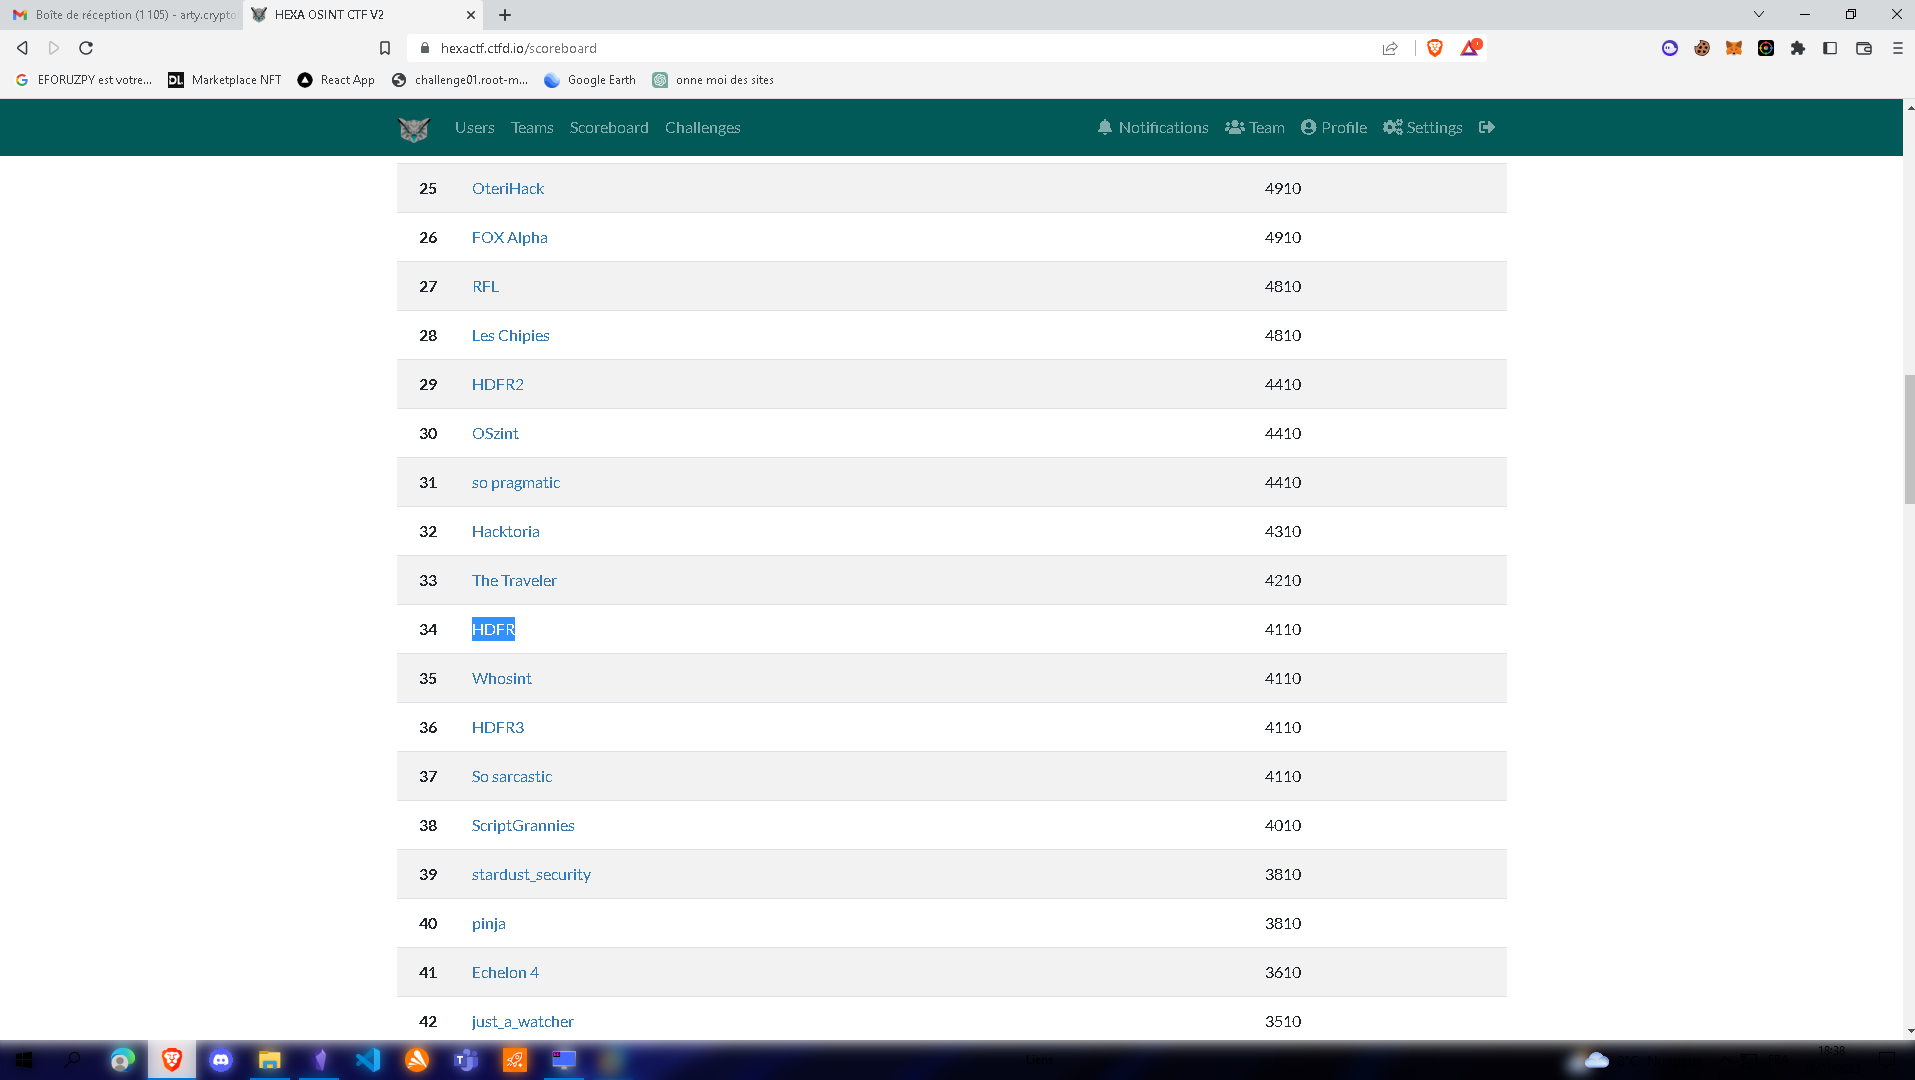 Boîte de réception (1 105) - arty.crypto
HEXA OSINT CTF V2
hexactf.ctfd.io/scoreboard
EFORUZPY est votre...
Marketplace NFT
React App
challenge01.root-m...
Google Earth
onne moi des sites
Users Teams Scoreboard Challenges
Notifications Team Profile Settings
25 OteriHack 4910
26 FOX Alpha 4910
27 RFL 4810
28 Les Chipies 4810
29 HDFR2 4410
30 OSzint 4410
31 so pragmatic 4410
32 Hacktoria 4310
33 The Traveler 4210
34 HDFR 4110
35 Whosint 4110
36 HDFR3 4110
37 So sarcastic 4110
38 ScriptGrannies 4010
39 stardust_security 3810
40 pinja 3810
41 Echelon 4 3610
42 just_a_watcher 3510
18:38